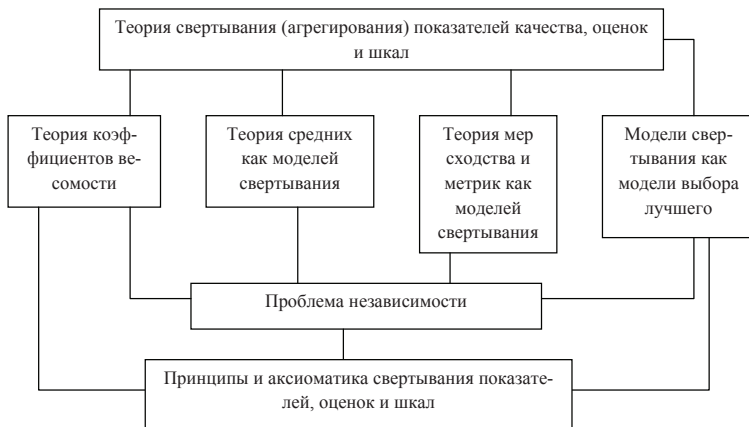 Теория свертывания (агрегирования) показателей качества, оценок
и шкал
Теория коэф-
фициентов ве-
сомости
Теория средних
как моделей
свертывания
Теория мер
сходства и
метрик как
моделей
свертывания
Модели свер-
тывания как
модели выбора
лучшего
Проблема независимости
Принципы и аксиоматика свертывания показате-
лей, оценок и шкал